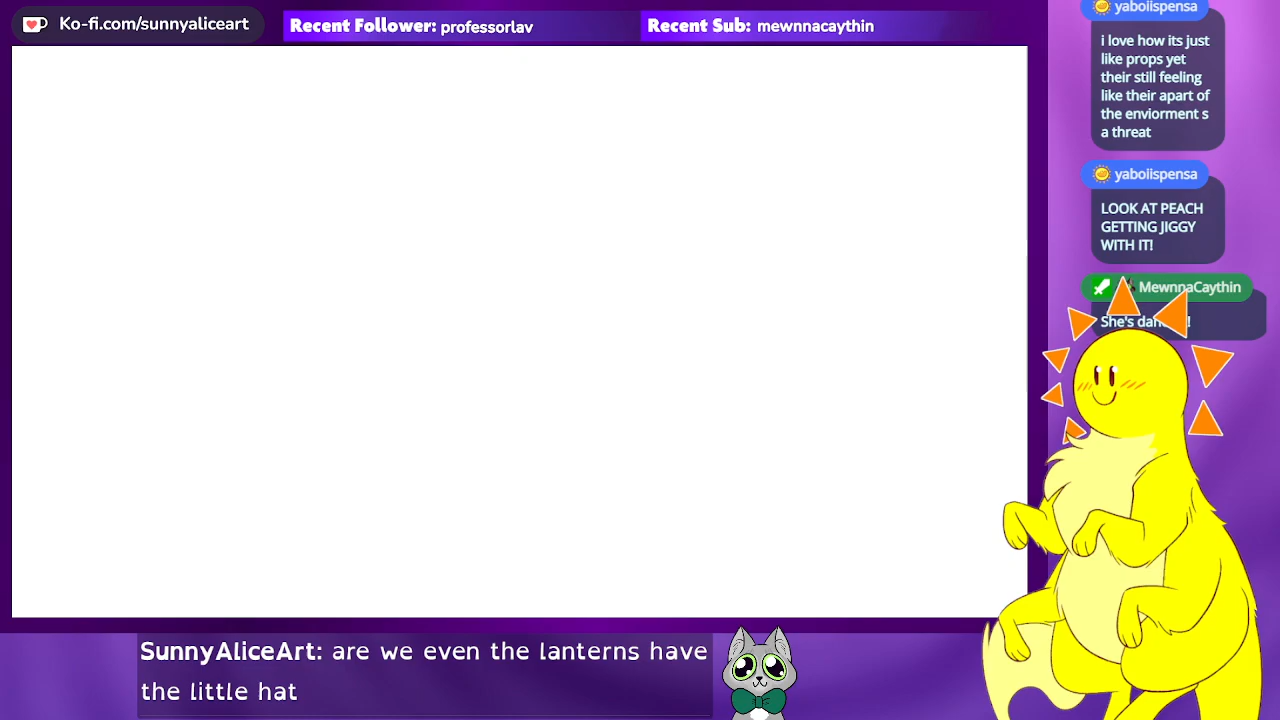 Ko-fi.com/sunnyaliceart
Recent Follower: professorlav
Recent Sub: mewnnacaythin
yaboiispensa
i love how its just
like props yet
their still feeling
like their apart of
the enviorment s
a threat
yaboiispensa
LOOK AT PEACH
GETTING JIGGY
WITH IT!
MewnnaCaythin
She's
SunnyAliceArt: are we even the lanterns have
the little hat